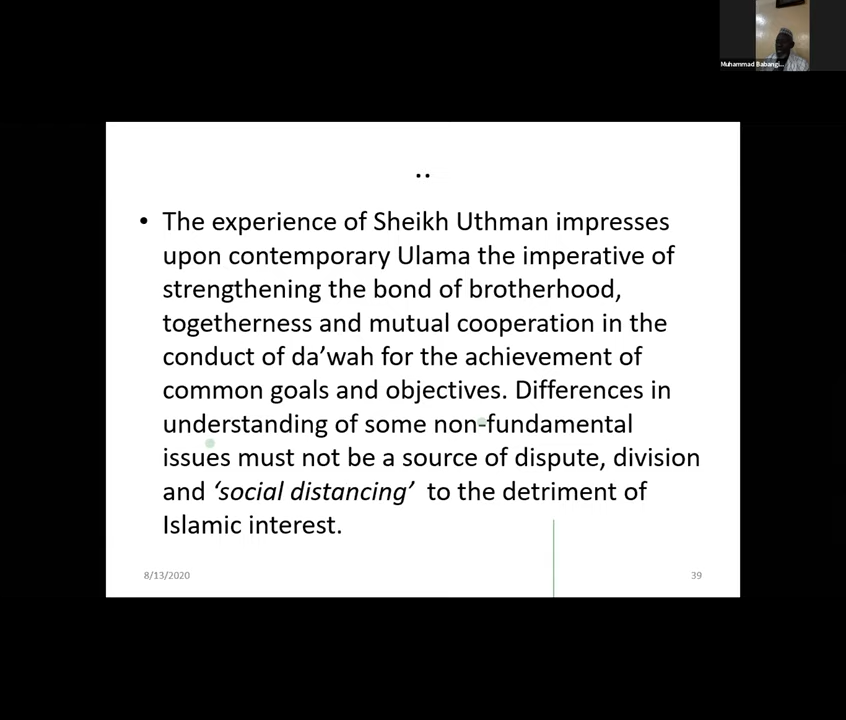 Muhammad Babangi...
..
• The experience of Sheikh Uthman impresses
upon contemporary Ulama the imperative of
strengthening the bond of brotherhood,
togetherness and mutual cooperation in the
conduct of da’wah for the achievement of
common goals and objectives. Differences in
understanding of some non-fundamental
issues must not be a source of dispute, division
and ‘social distancing’ to the detriment of
Islamic interest.
8/13/2020
39